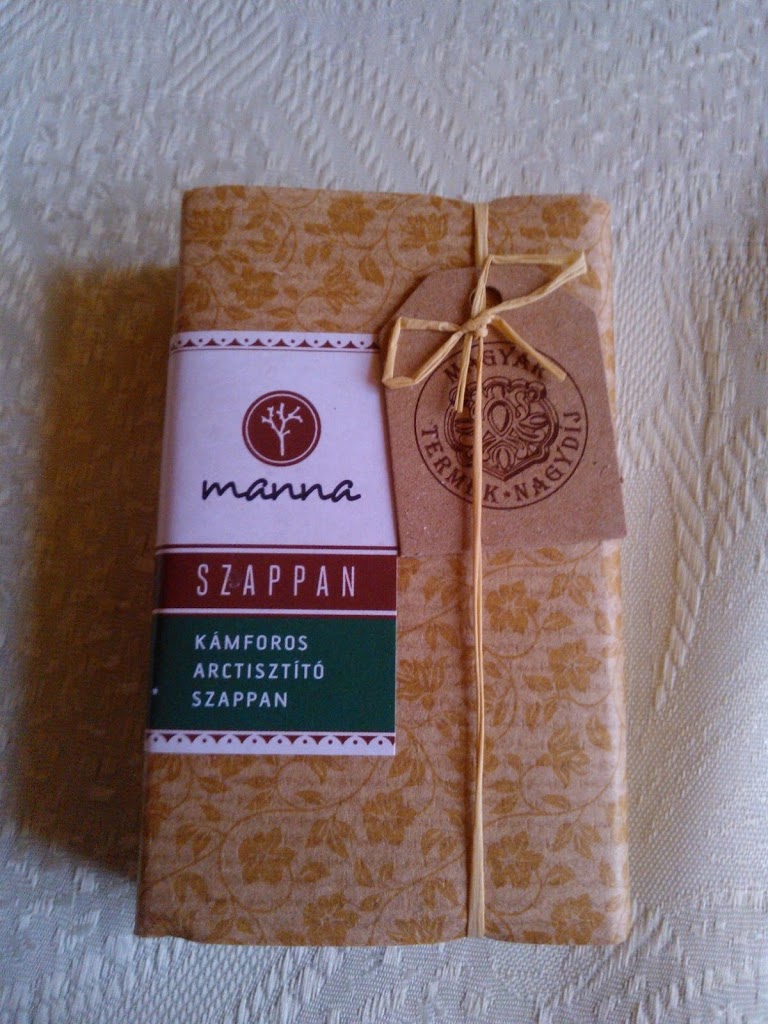 manna
SZAPPAN
KÁMFOROS
ARCTISZTÍTÓ
SZAPPAN
MAGYAR
TERMÉK • NAGYDÍJ